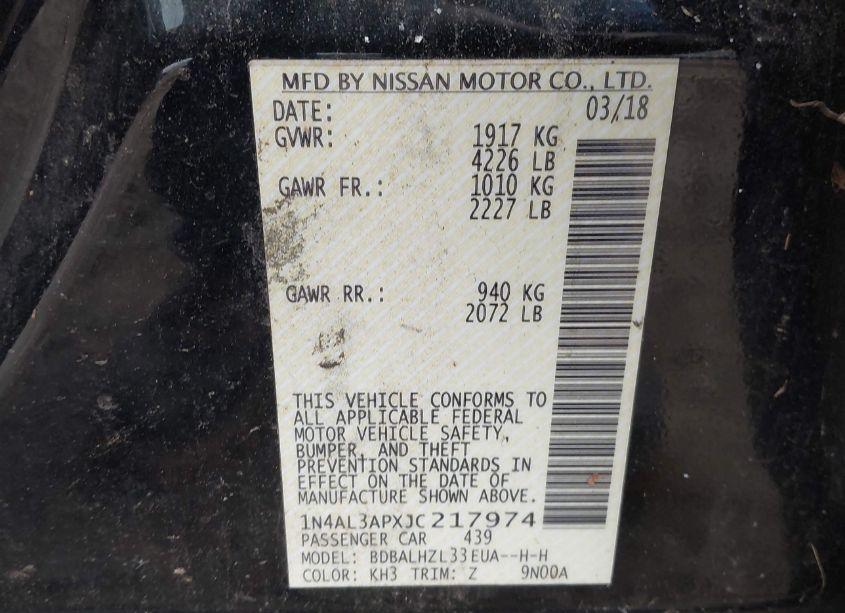 MFD BY NISSAN MOTOR CO., LTD.
DATE: 03/18
GVWR: 1917 KG
4226 LB
GAWR FR.: 1010 KG
2227 LB
GAWR RR.: 940 KG
2072 LB
THIS VEHICLE CONFORMS TO
ALL APPLICABLE FEDERAL
MOTOR VEHICLE SAFETY,
BUMPER, AND THEFT
PREVENTION STANDARDS IN
EFFECT ON THE DATE OF
MANUFACTURE SHOWN ABOVE.
1N4AL3APXJC217974
PASSENGER CAR 439
MODEL: BDBALHZL33EUA--H-H
COLOR: KH3 TRIM: Z 9N00A